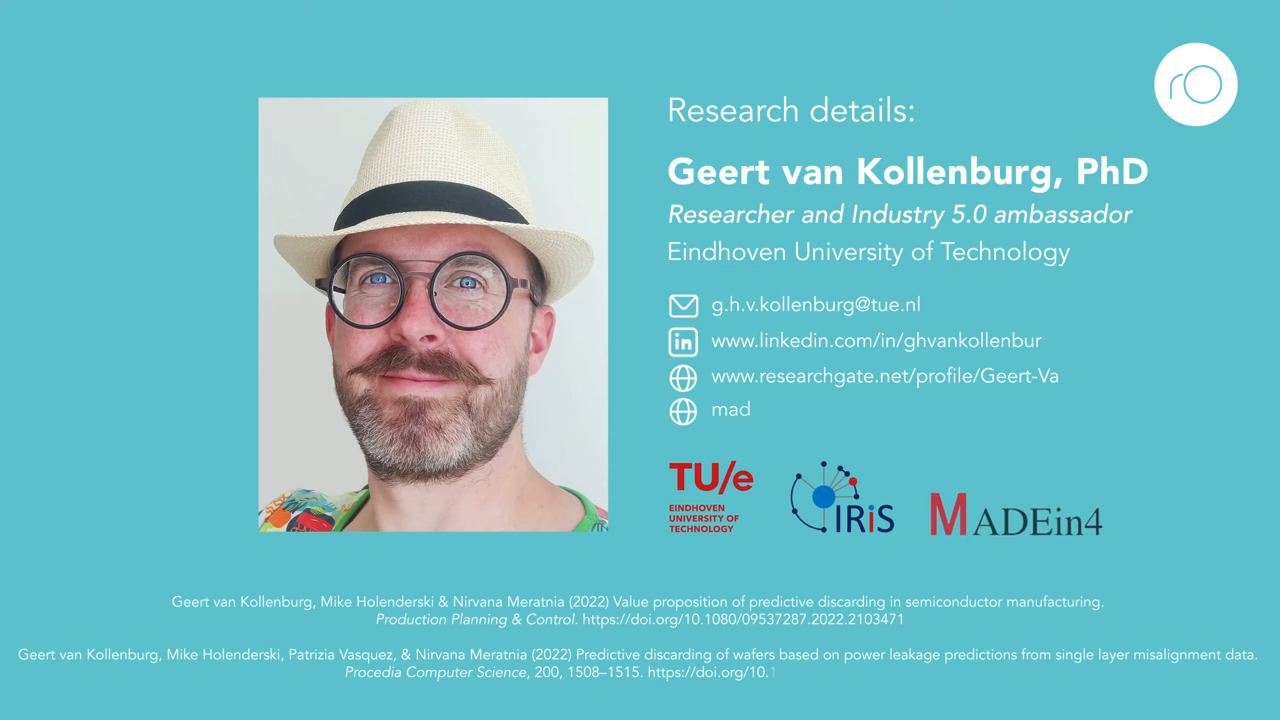 ro
Research details:
Geert van Kollenburg, PhD
Researcher and Industry 5.0 ambassador
Eindhoven University of Technology
g.h.v.kollenburg@tue.nl
in
www.linkedin.com/in/ghvankollenbur
www.researchgate.net/profile/Geert-Va
mad
TU/e
EINDHOVEN
UNIVERSITY OF
TECHNOLOGY
IRiS
MADEin4
Geert van Kollenburg, Mike Holenderski & Nirvana Meratnia (2022) Value proposition of predictive discarding in semiconductor manufacturing.
Production Planning & Control. https://doi.org/10.1080/09537287.2022.2103471
Geert van Kollenburg, Mike Holenderski, Patrizia Vasquez, & Nirvana Meratnia (2022) Predictive discarding of wafers based on power leakage predictions from single layer misalignment data.
Procedia Computer Science, 200, 1508–1515. https://doi.org/10.1